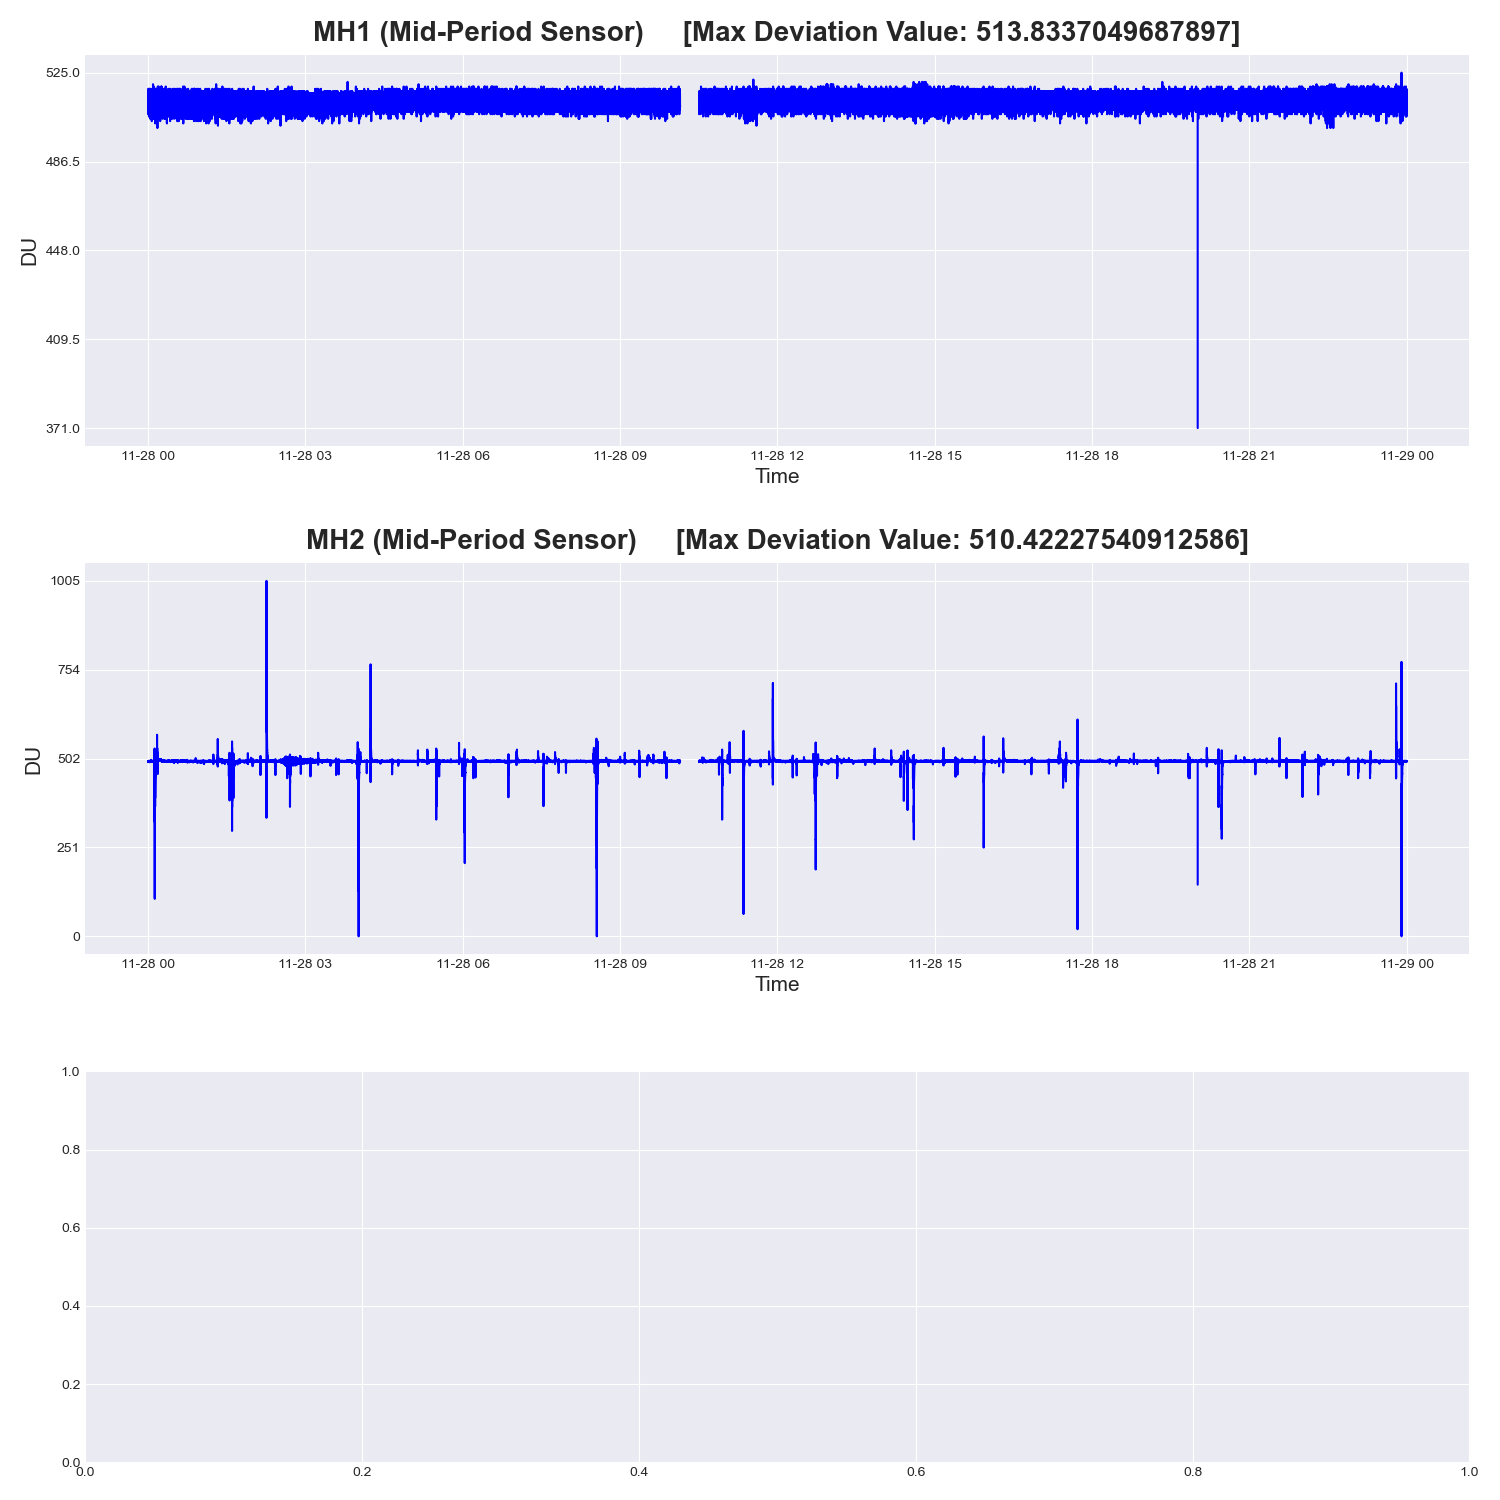 MH1 (Mid-Period Sensor) [Max Deviation Value: 513.8337049687897]
525.0
486.5
448.0
409.5
371.0
DU
11-28 00 11-28 03 11-28 06 11-28 09 11-28 12 11-28 15 11-28 18 11-28 21 11-29 00
Time
MH2 (Mid-Period Sensor) [Max Deviation Value: 510.42227540912586]
1005
754
502
251
0
DU
11-28 00 11-28 03 11-28 06 11-28 09 11-28 12 11-28 15 11-28 18 11-28 21 11-29 00
Time
1.0
0.8
0.6
0.4
0.2
0.0
0.0 0.2 0.4 0.6 0.8 1.0